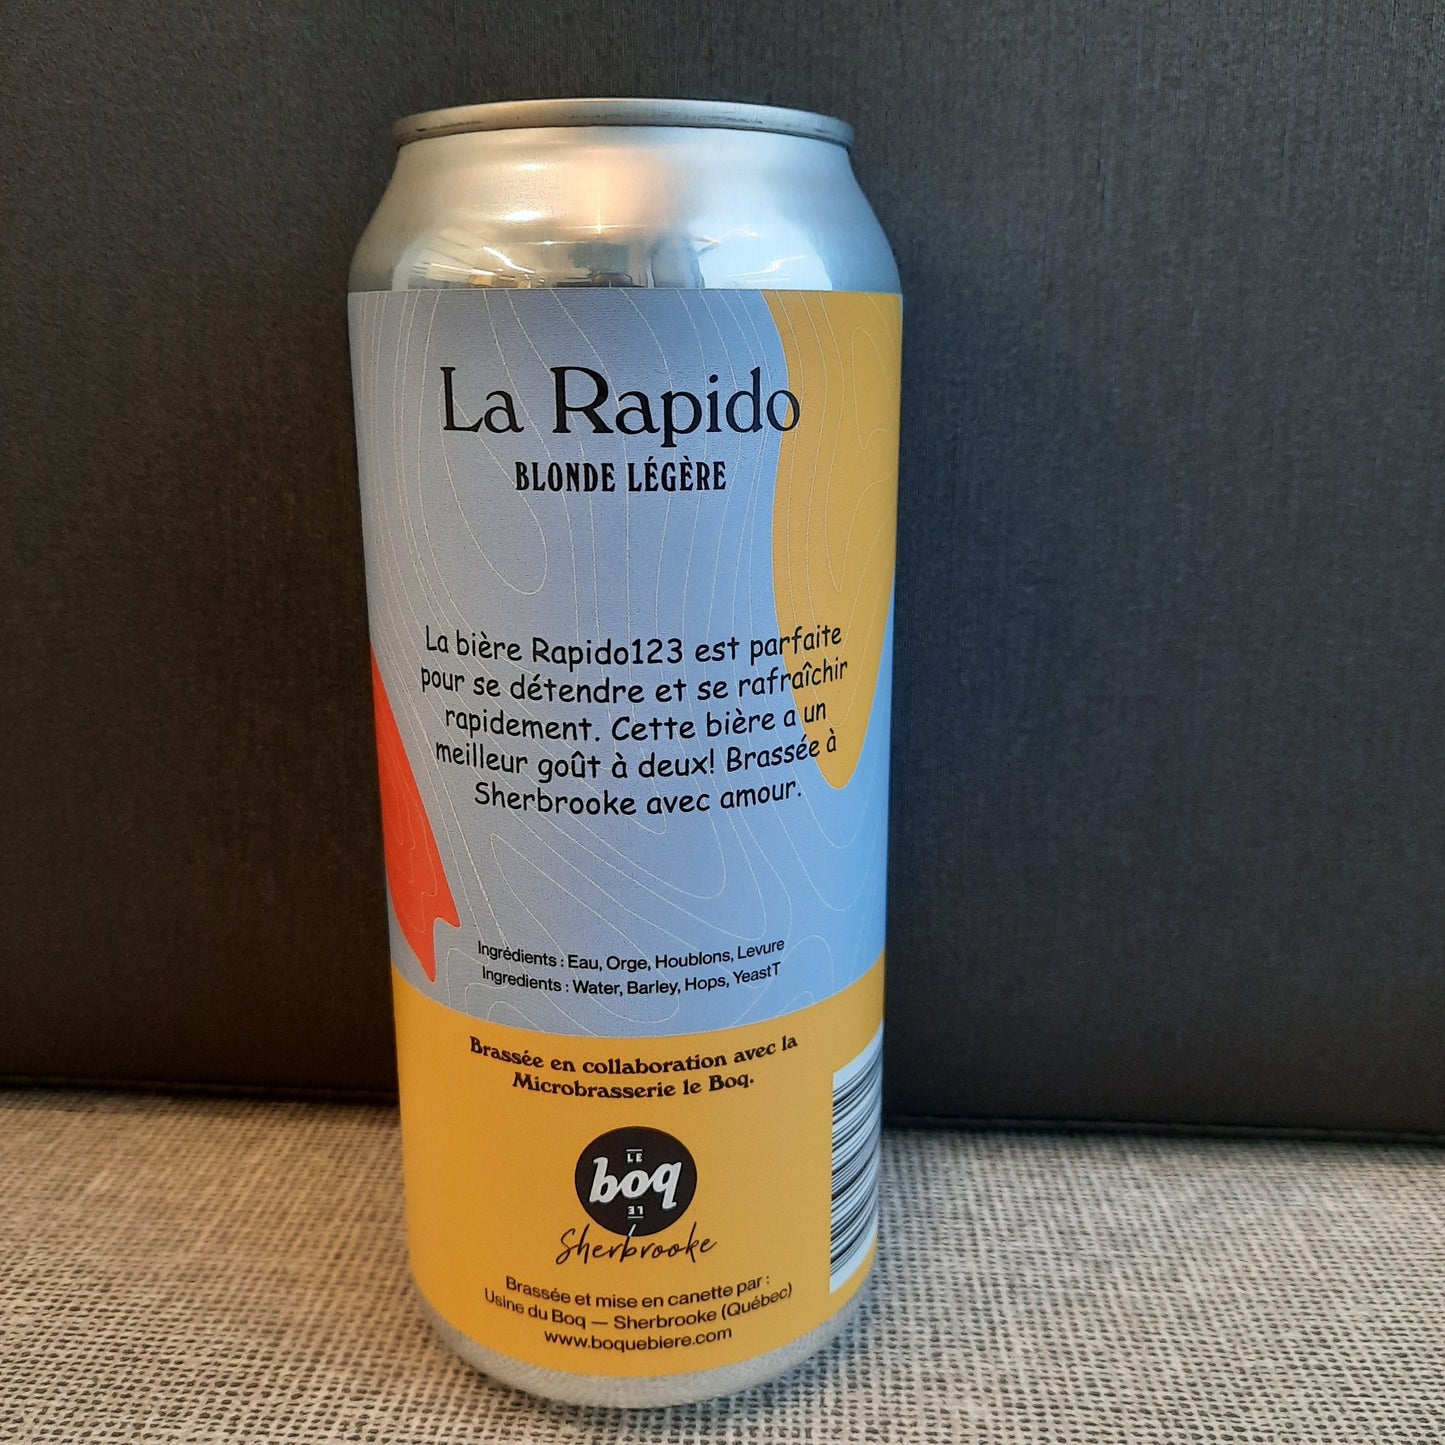 La Rapido
BLONDE LÉGÈRE
La bière Rapido123 est parfaite
pour se détendre et se rafraîchir
rapidement. Cette bière a un
meilleur goût à deux! Brassée à
Sherbrooke avec amour.
Ingrédients : Eau, Orge, Houblons, Levure
Ingredients : Water, Barley, Hops, YeastT
Brassée en collaboration avec la
Microbrasserie le Boq.
LE
boq
LE
Sherbrooke
Brassée et mise en canette par :
Usine du Boq — Sherbrooke (Québec)
www.boquebiere.com